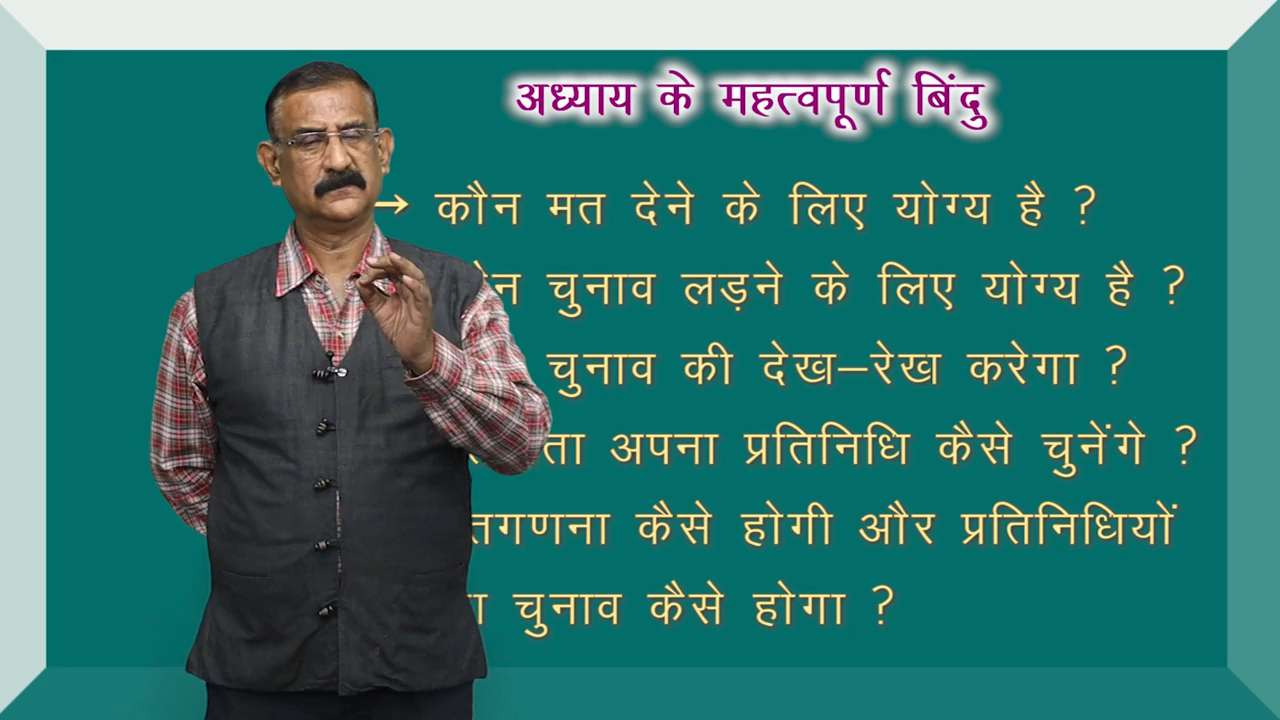 अध्याय के महत्वपूर्ण बिंदु
→ कौन मत देने के लिए योग्य है ?
चुनाव लड़ने के लिए योग्य है ?
चुनाव की देख–रेख करेगा ?
अपना प्रतिनिधि कैसे चुनेंगे ?
कैसे होगी और प्रतिनिधियों
चुनाव कैसे होगा ?